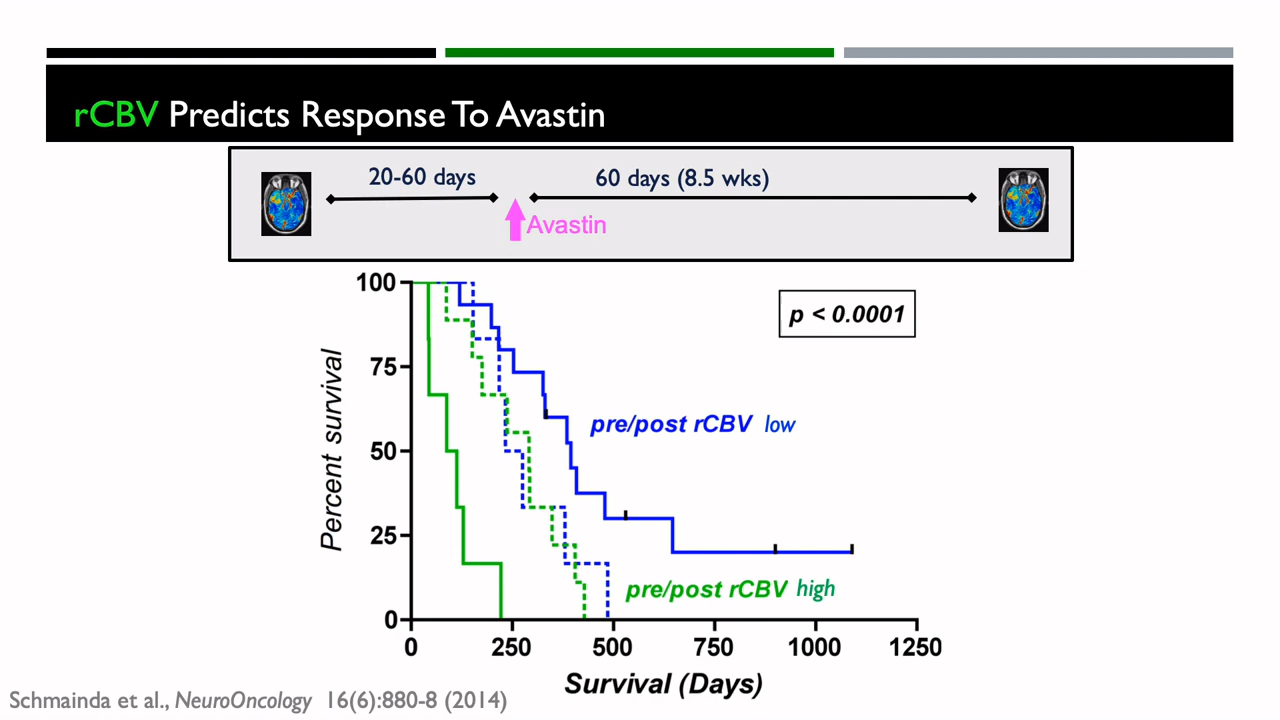 rCBV Predicts Response To Avastin
20-60 days
60 days (8.5 wks)
Avastin
100
75
50
25
0
Percent survival
p < 0.0001
pre/post rCBV low
pre/post rCBV high
0 250 500 750 1000 1250
Survival (Days)
Schmainda et al., NeuroOncology 16(6):880-8 (2014)